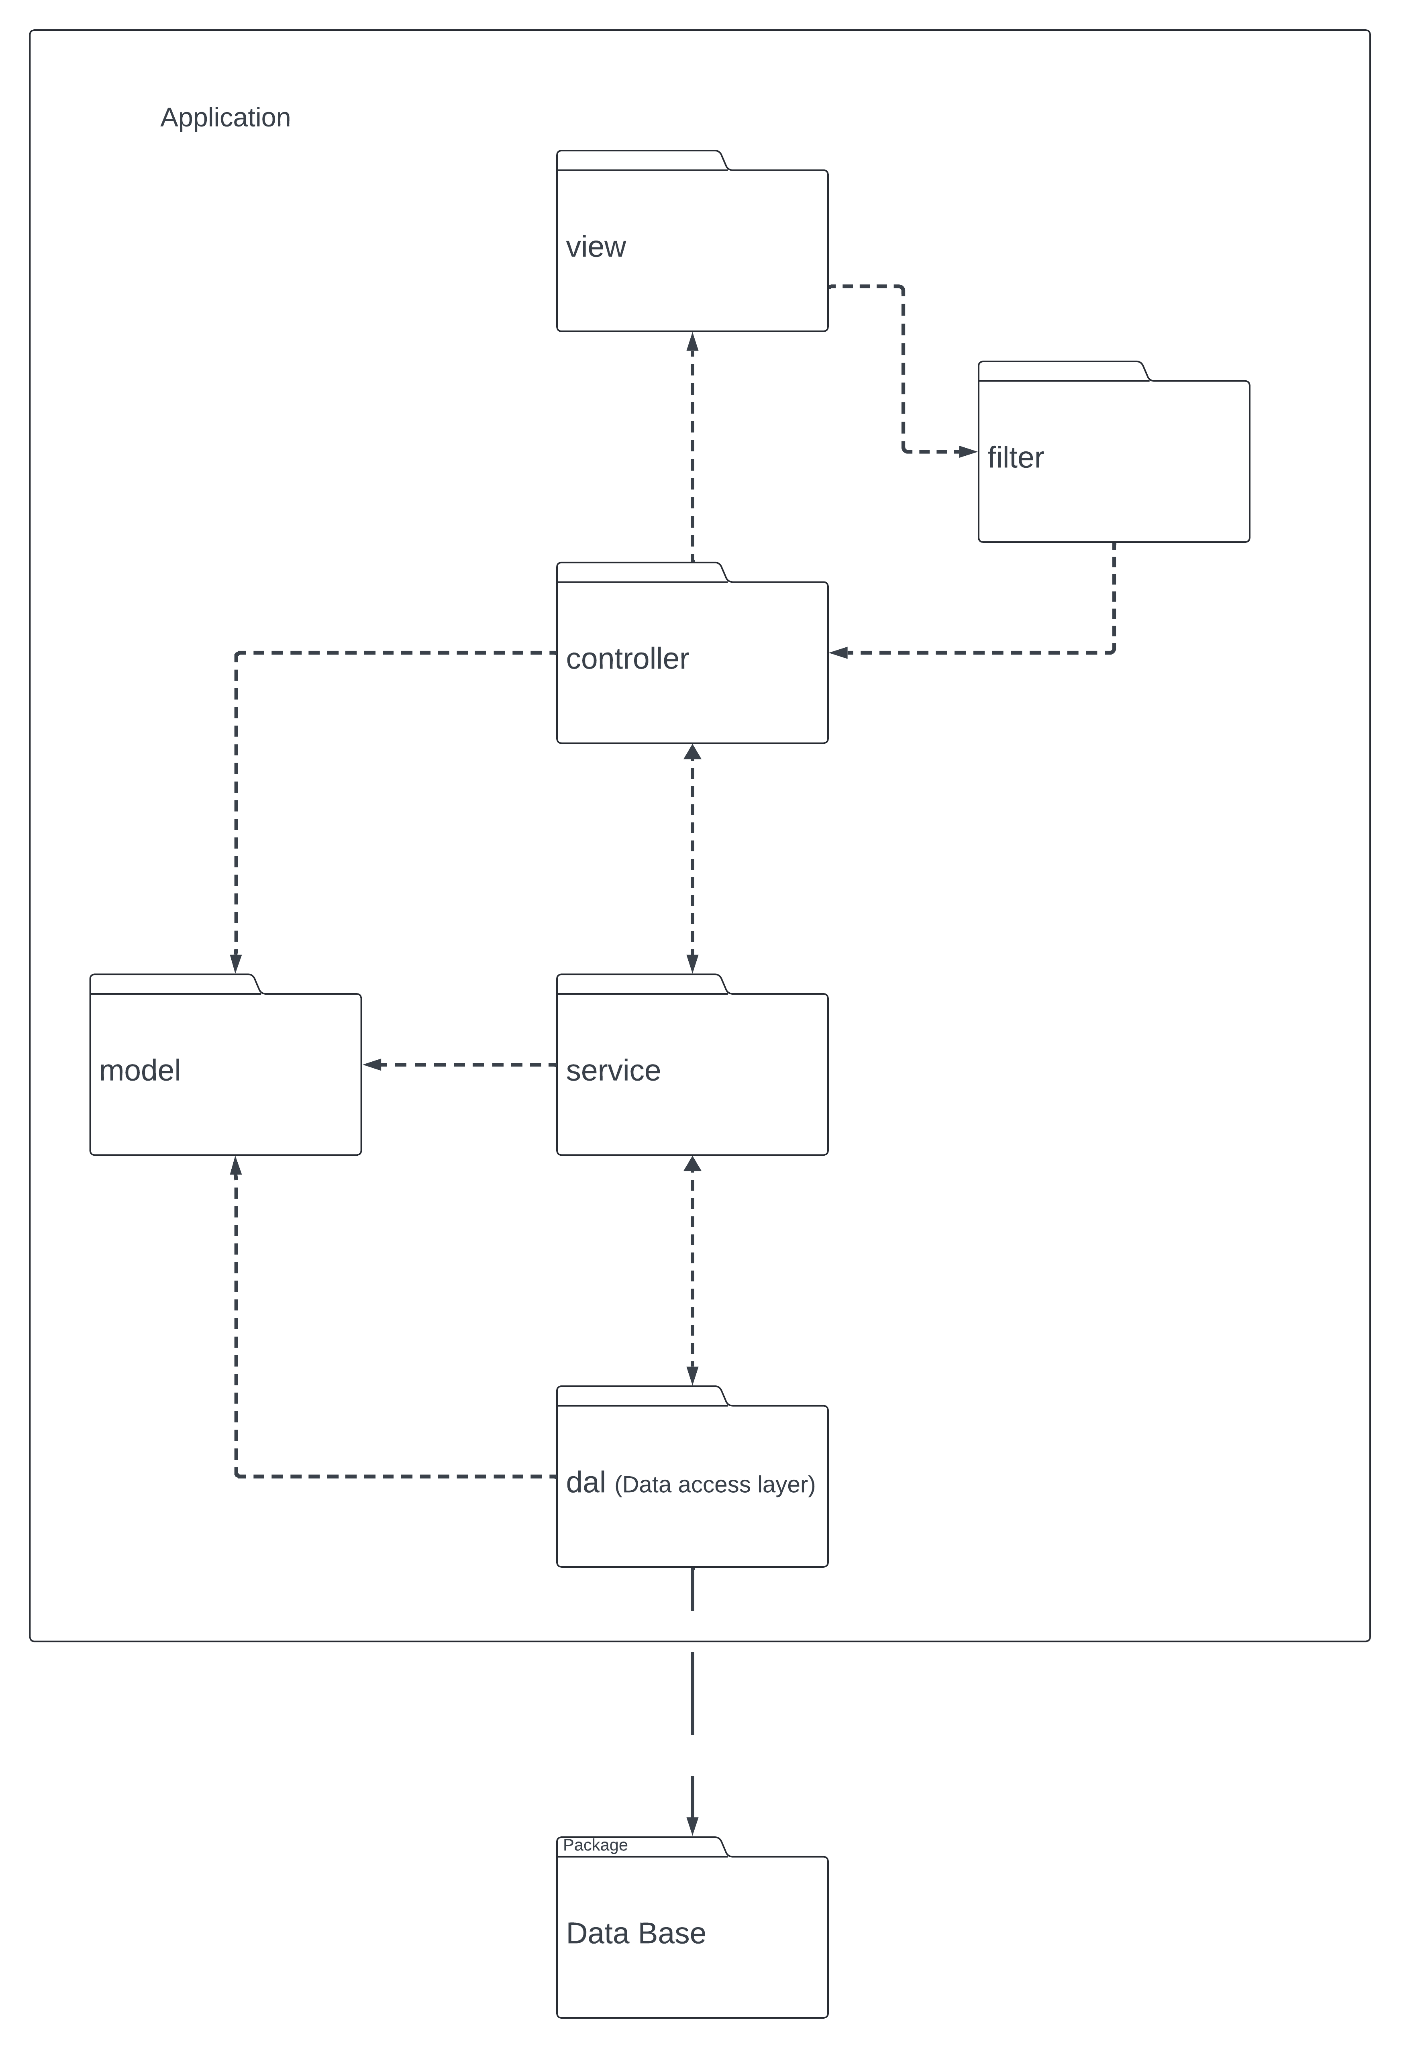 Application
view
filter
controller
model
service
dal (Data access layer)
Package
Data Base